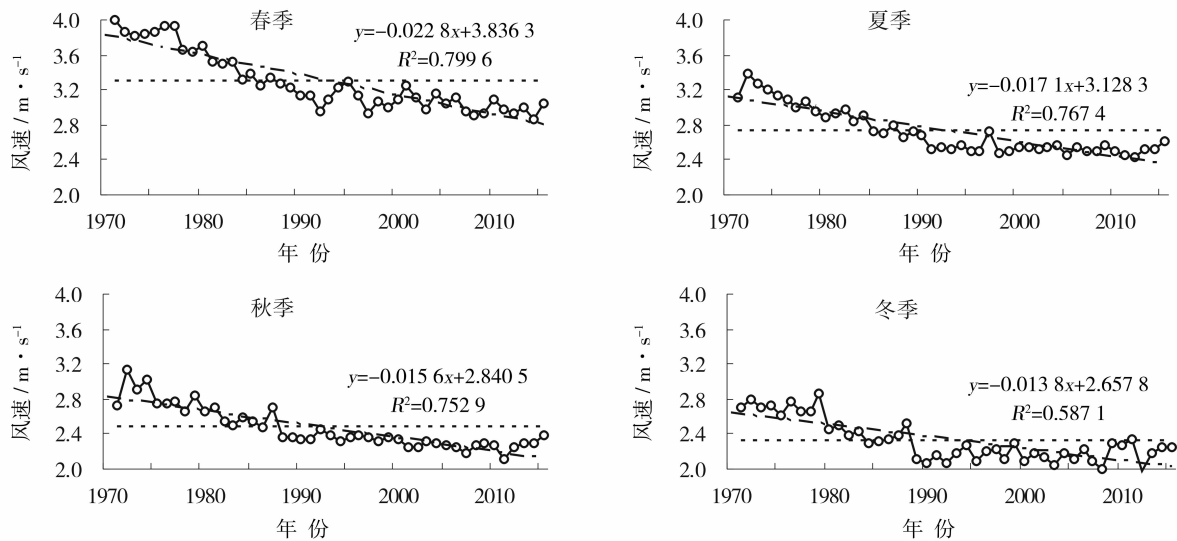 春季
y=-0.022 8x+3.836 3
R²=0.799 6
风速 / m·s⁻¹
4.0
3.6
3.2
2.8
2.4
2.0
1970 1980 1990 2000 2010
年 份
夏季
y=-0.017 1x+3.128 3
R²=0.767 4
风速 / m·s⁻¹
4.0
3.6
3.2
2.8
2.4
2.0
1970 1980 1990 2000 2010
年 份
秋季
y=-0.015 6x+2.840 5
R²=0.752 9
风速 / m·s⁻¹
4.0
3.6
3.2
2.8
2.4
2.0
1970 1980 1990 2000 2010
年 份
冬季
y=-0.013 8x+2.657 8
R²=0.587 1
风速 / m·s⁻¹
4.0
3.6
3.2
2.8
2.4
2.0
1970 1980 1990 2000 2010
年 份